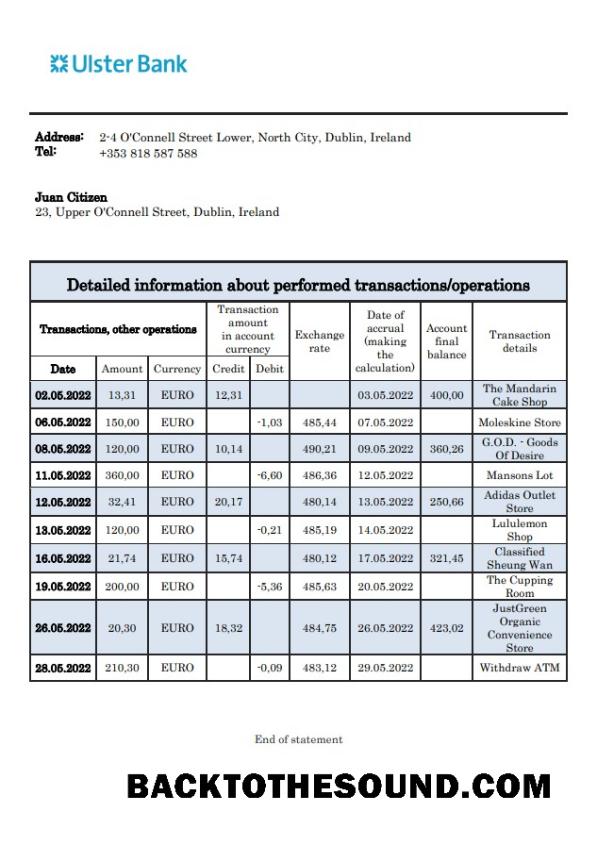 Ulster Bank
Address: 2-4 O'Connell Street Lower, North City, Dublin, Ireland
Tel: +353 818 587 588
Juan Citizen
23, Upper O'Connell Street, Dublin, Ireland
Detailed information about performed transactions/operations
Transactions, other operations
Transaction
amount
in account
currency
Exchange
rate
Date of
accrual
(making
the
calculation)
Account
final
balance
Transaction
details
Date Amount Currency Credit Debit
02.05.2022 13,31 EURO 12,31 03.05.2022 400,00 The Mandarin
Cake Shop
06.05.2022 150,00 EURO -1,03 485,44 07.05.2022 Moleskine Store
08.05.2022 120,00 EURO 10,14 490,21 09.05.2022 360,26 G.O.D. - Goods
Of Desire
11.05.2022 360,00 EURO -6,60 486,36 12.05.2022 Mansons Lot
12.05.2022 32,41 EURO 20,17 480,14 13.05.2022 250,66 Adidas Outlet
Store
13.05.2022 120,00 EURO -0,21 485,19 14.05.2022 Lululemon
Shop
16.05.2022 21,74 EURO 15,74 480,12 17.05.2022 321,45 Classified
Sheung Wan
19.05.2022 200,00 EURO -5,36 485,63 20.05.2022 The Cupping
Room
26.05.2022 20,30 EURO 18,32 484,75 26.05.2022 423,02 JustGreen
Organic
Convenience
Store
28.05.2022 210,30 EURO -0,09 483,12 29.05.2022 Withdraw ATM
End of statement
BACKTOTHESOUND.COM